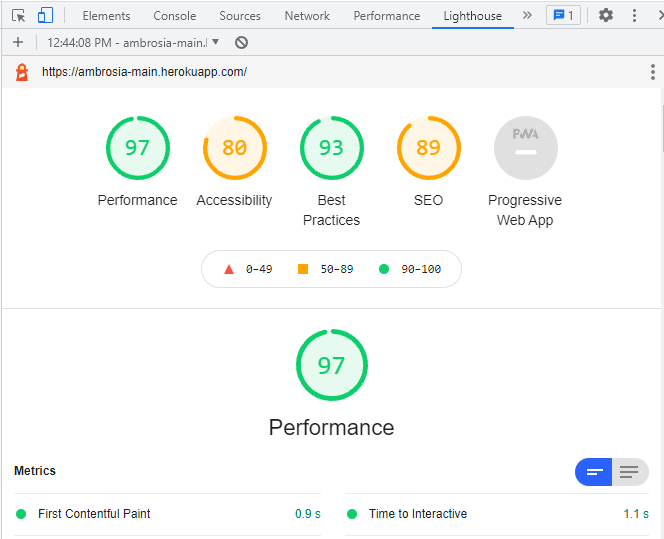 Elements Console Sources Network Performance Lighthouse » 1
+ 12:44:08 PM - ambrosia-main.
https://ambrosia-main.herokuapp.com/
97 80 93 89 PWA
Performance Accessibility Best Practices SEO Progressive Web App
0–49 50–89 90–100
97
Performance
Metrics
First Contentful Paint 0.9 s Time to Interactive 1.1 s